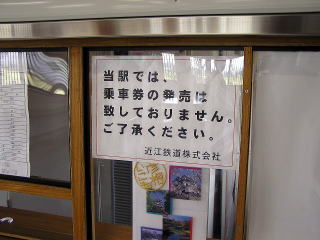 当駅では、
乗車券の発売は
致しておりません。
ご了承ください。
近江鉄道株式会社